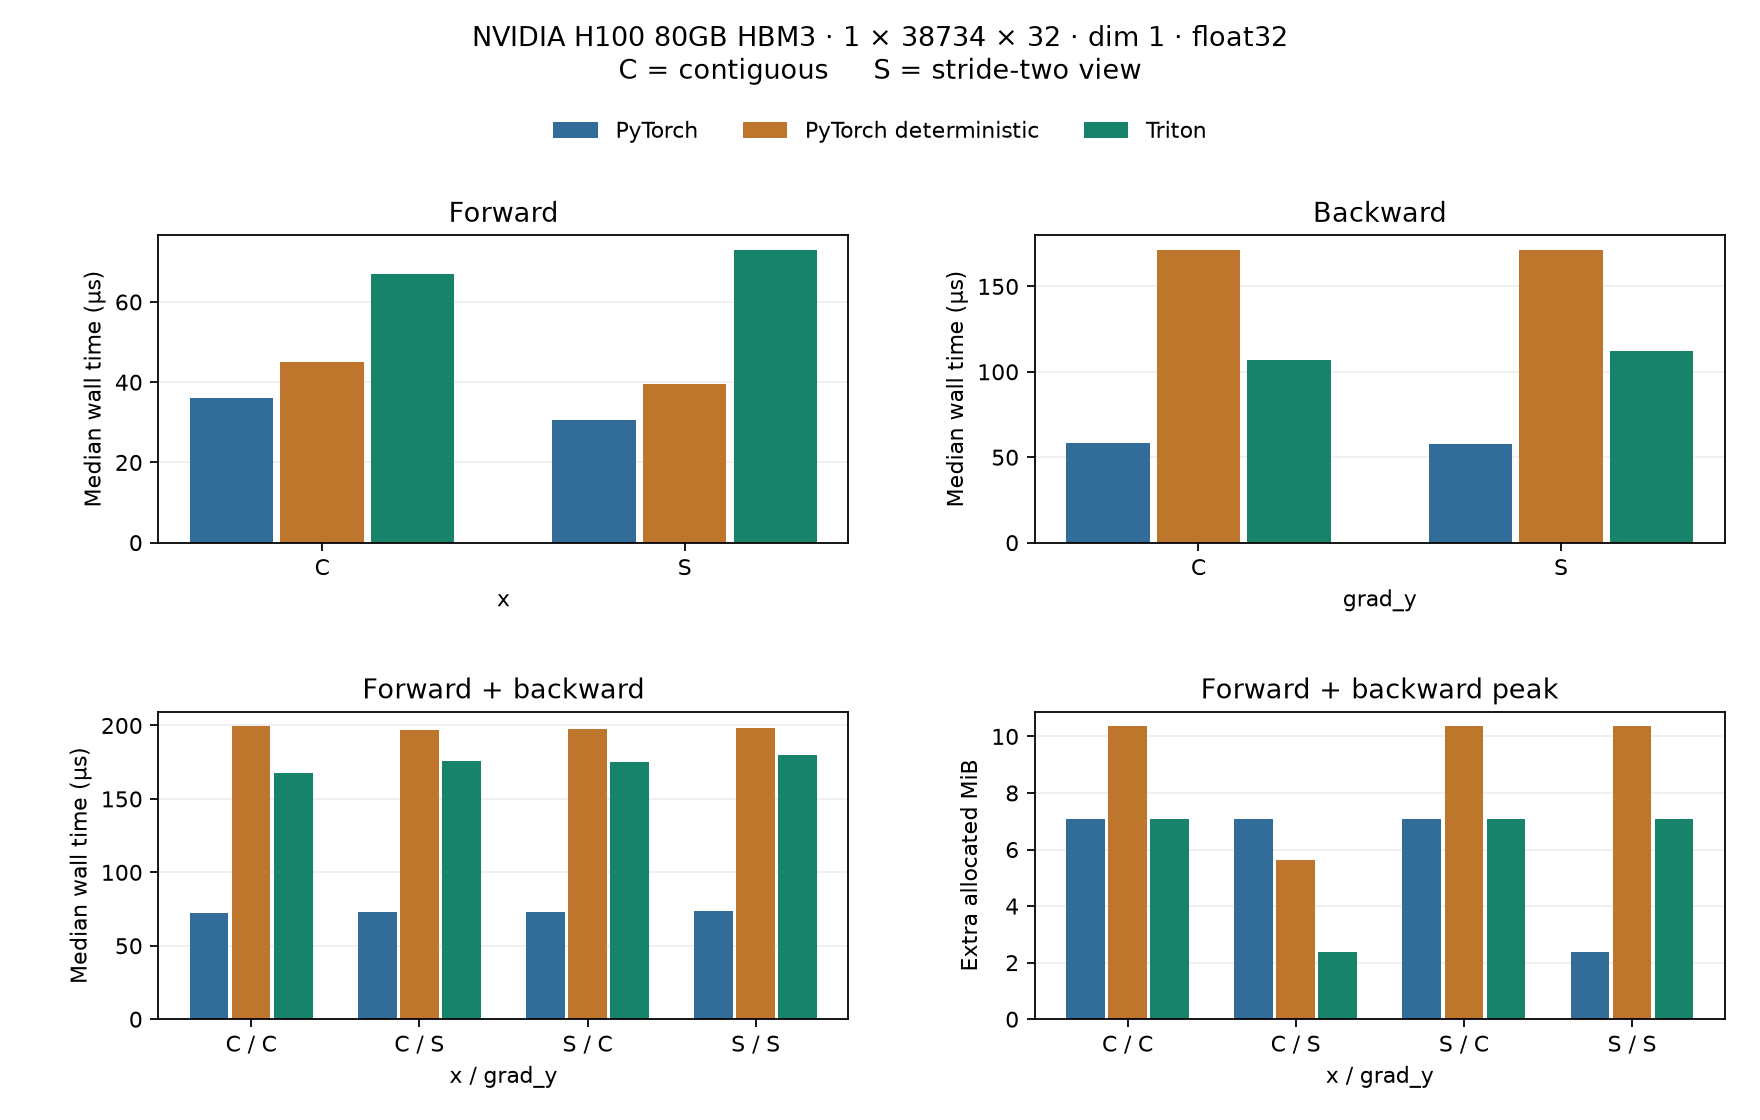 NVIDIA H100 80GB HBM3 · 1 × 38734 × 32 · dim 1 · float32
C = contiguous S = stride-two view
PyTorch PyTorch deterministic Triton
Forward
Median wall time (µs)
60
40
20
0
C S
x
Backward
Median wall time (µs)
150
100
50
0
C S
grad_y
Forward + backward
Median wall time (µs)
200
150
100
50
0
C / C C / S S / C S / S
x / grad_y
Forward + backward peak
Extra allocated MiB
10
8
6
4
2
0
C / C C / S S / C S / S
x / grad_y